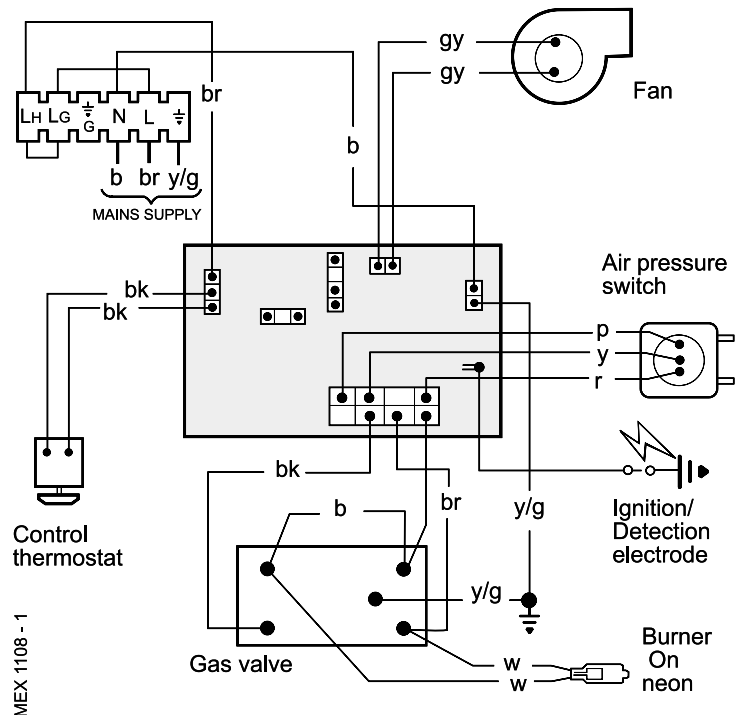 gy
gy
Fan
br
LH LG G N L
b
b br y/g
MAINS SUPPLY
Air pressure
switch
bk
bk
p
y
r
bk
br
b
y/g
Ignition/
Detection
electrode
Control
thermostat
y/g
Gas valve
w
w
Burner
On
neon
MEX 1108 - 1